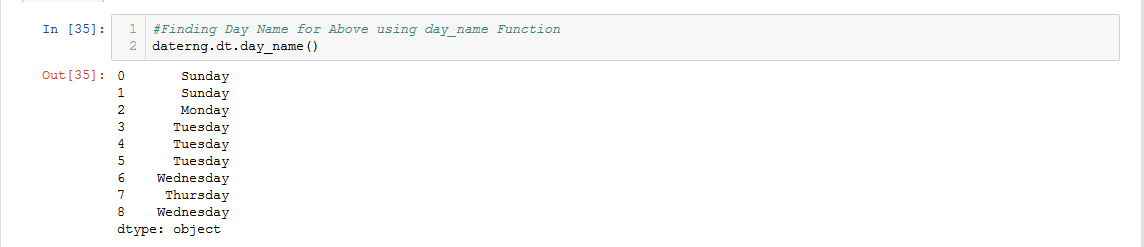 In [35]: 1 #Finding Day Name for Above using day_name Function
2 daterng.dt.day_name()
Out[35]: 0 Sunday
1 Sunday
2 Monday
3 Tuesday
4 Tuesday
5 Tuesday
6 Wednesday
7 Thursday
8 Wednesday
dtype: object